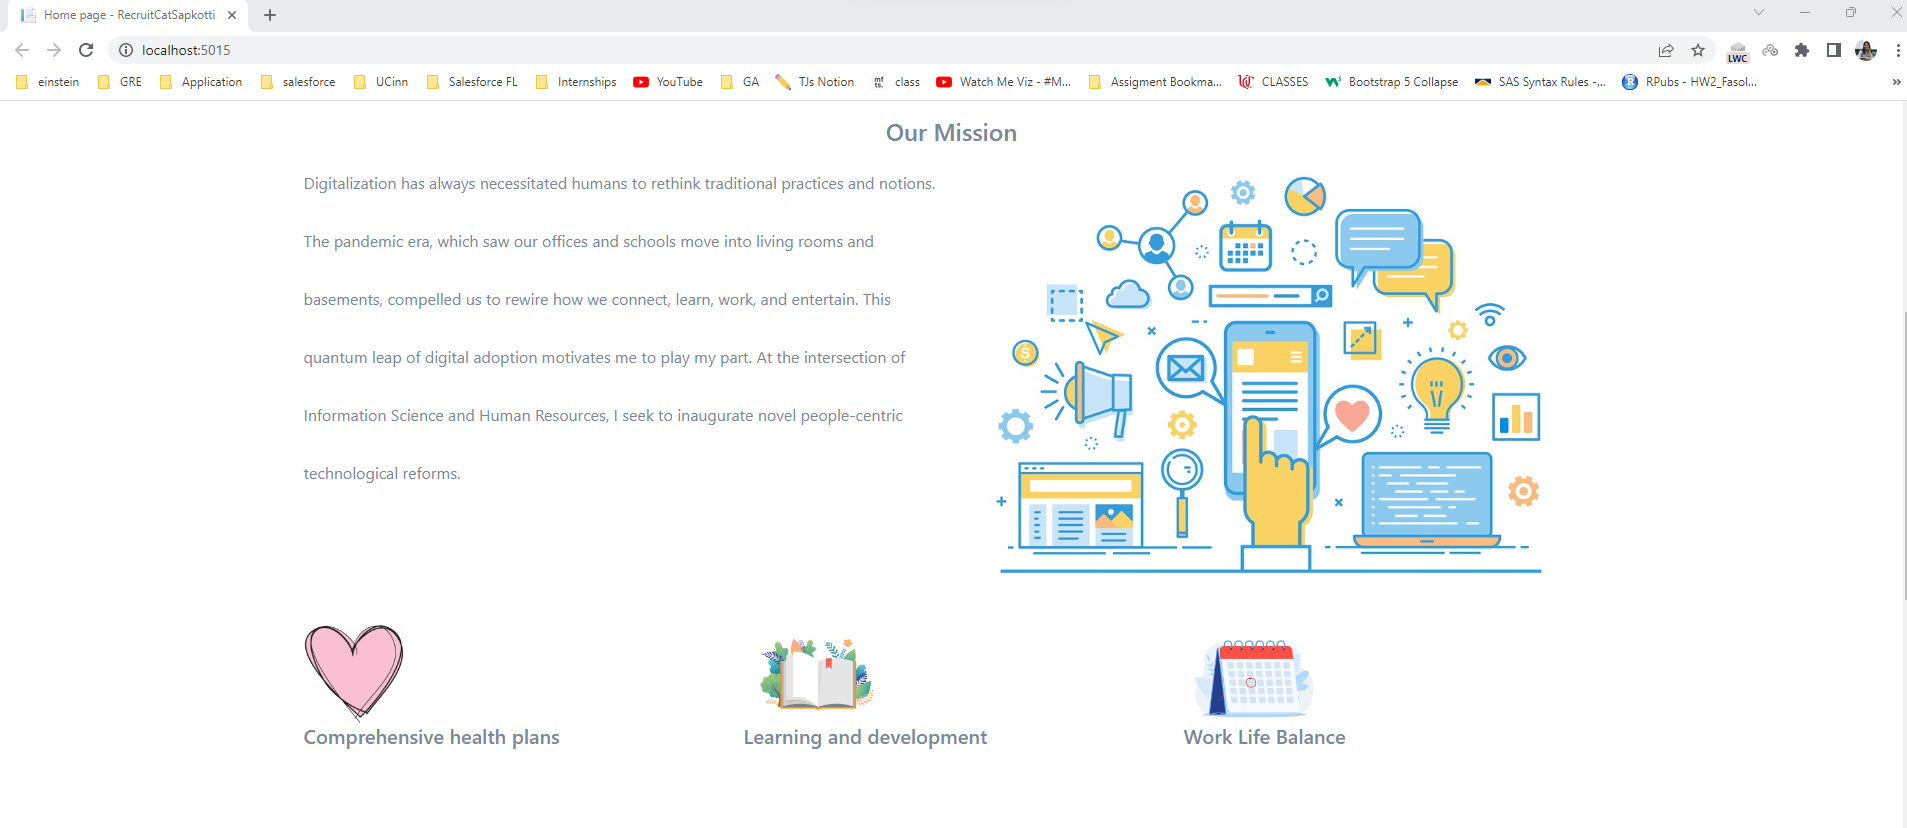 Home page - RecruitCatSapkotti
localhost:5015
LWC
einstein GRE Application salesforce UCinn Salesforce FL Internships YouTube GA TJs Notion mf ts. class Watch Me Viz - #M... Assigment Bookma... CLASSES Bootstrap 5 Collapse SAS Syntax Rules -... RPubs - HW2_Fasol... »
Our Mission
Digitalization has always necessitated humans to rethink traditional practices and notions.
The pandemic era, which saw our offices and schools move into living rooms and
basements, compelled us to rewire how we connect, learn, work, and entertain. This
quantum leap of digital adoption motivates me to play my part. At the intersection of
Information Science and Human Resources, I seek to inaugurate novel people-centric
technological reforms.
S
Comprehensive health plans Learning and development Work Life Balance